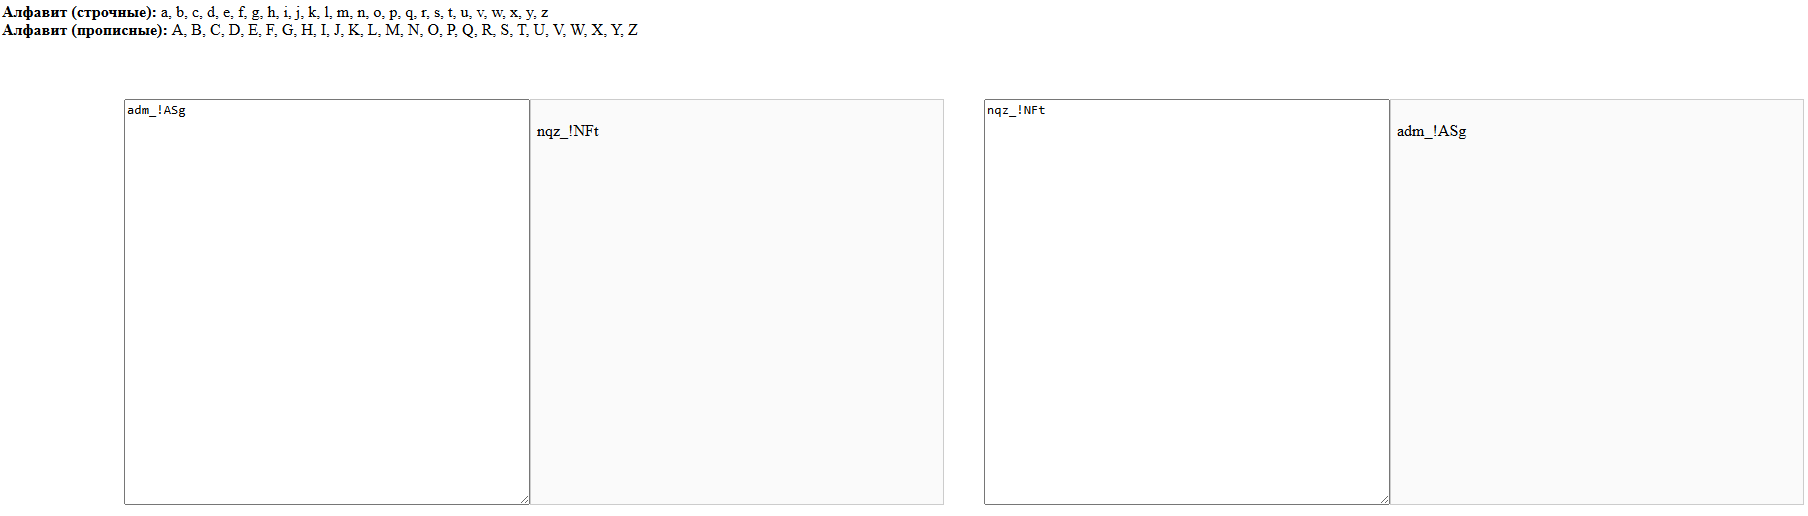 Алфавит (строчные): a, b, c, d, e, f, g, h, i, j, k, l, m, n, o, p, q, r, s, t, u, v, w, x, y, z
Алфавит (прописные): A, B, C, D, E, F, G, H, I, J, K, L, M, N, O, P, Q, R, S, T, U, V, W, X, Y, Z
adm_!ASg
nqz_!NFt
nqz_!NFt
adm_!ASg